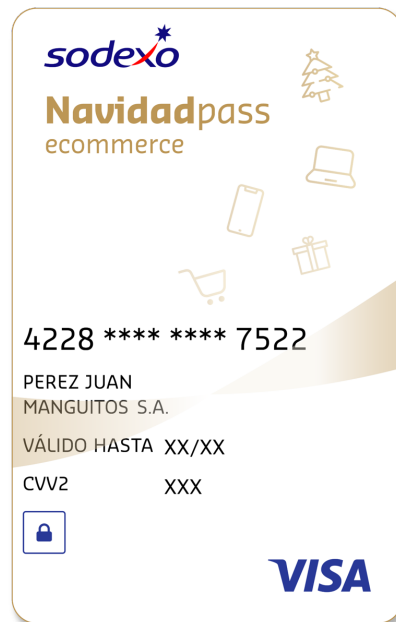 sodexo
Navidadpass
ecommerce
4228 **** **** 7522
PEREZ JUAN
MANGUITOS S.A.
VÁLIDO HASTA XX/XX
CVV2 XXX
VISA